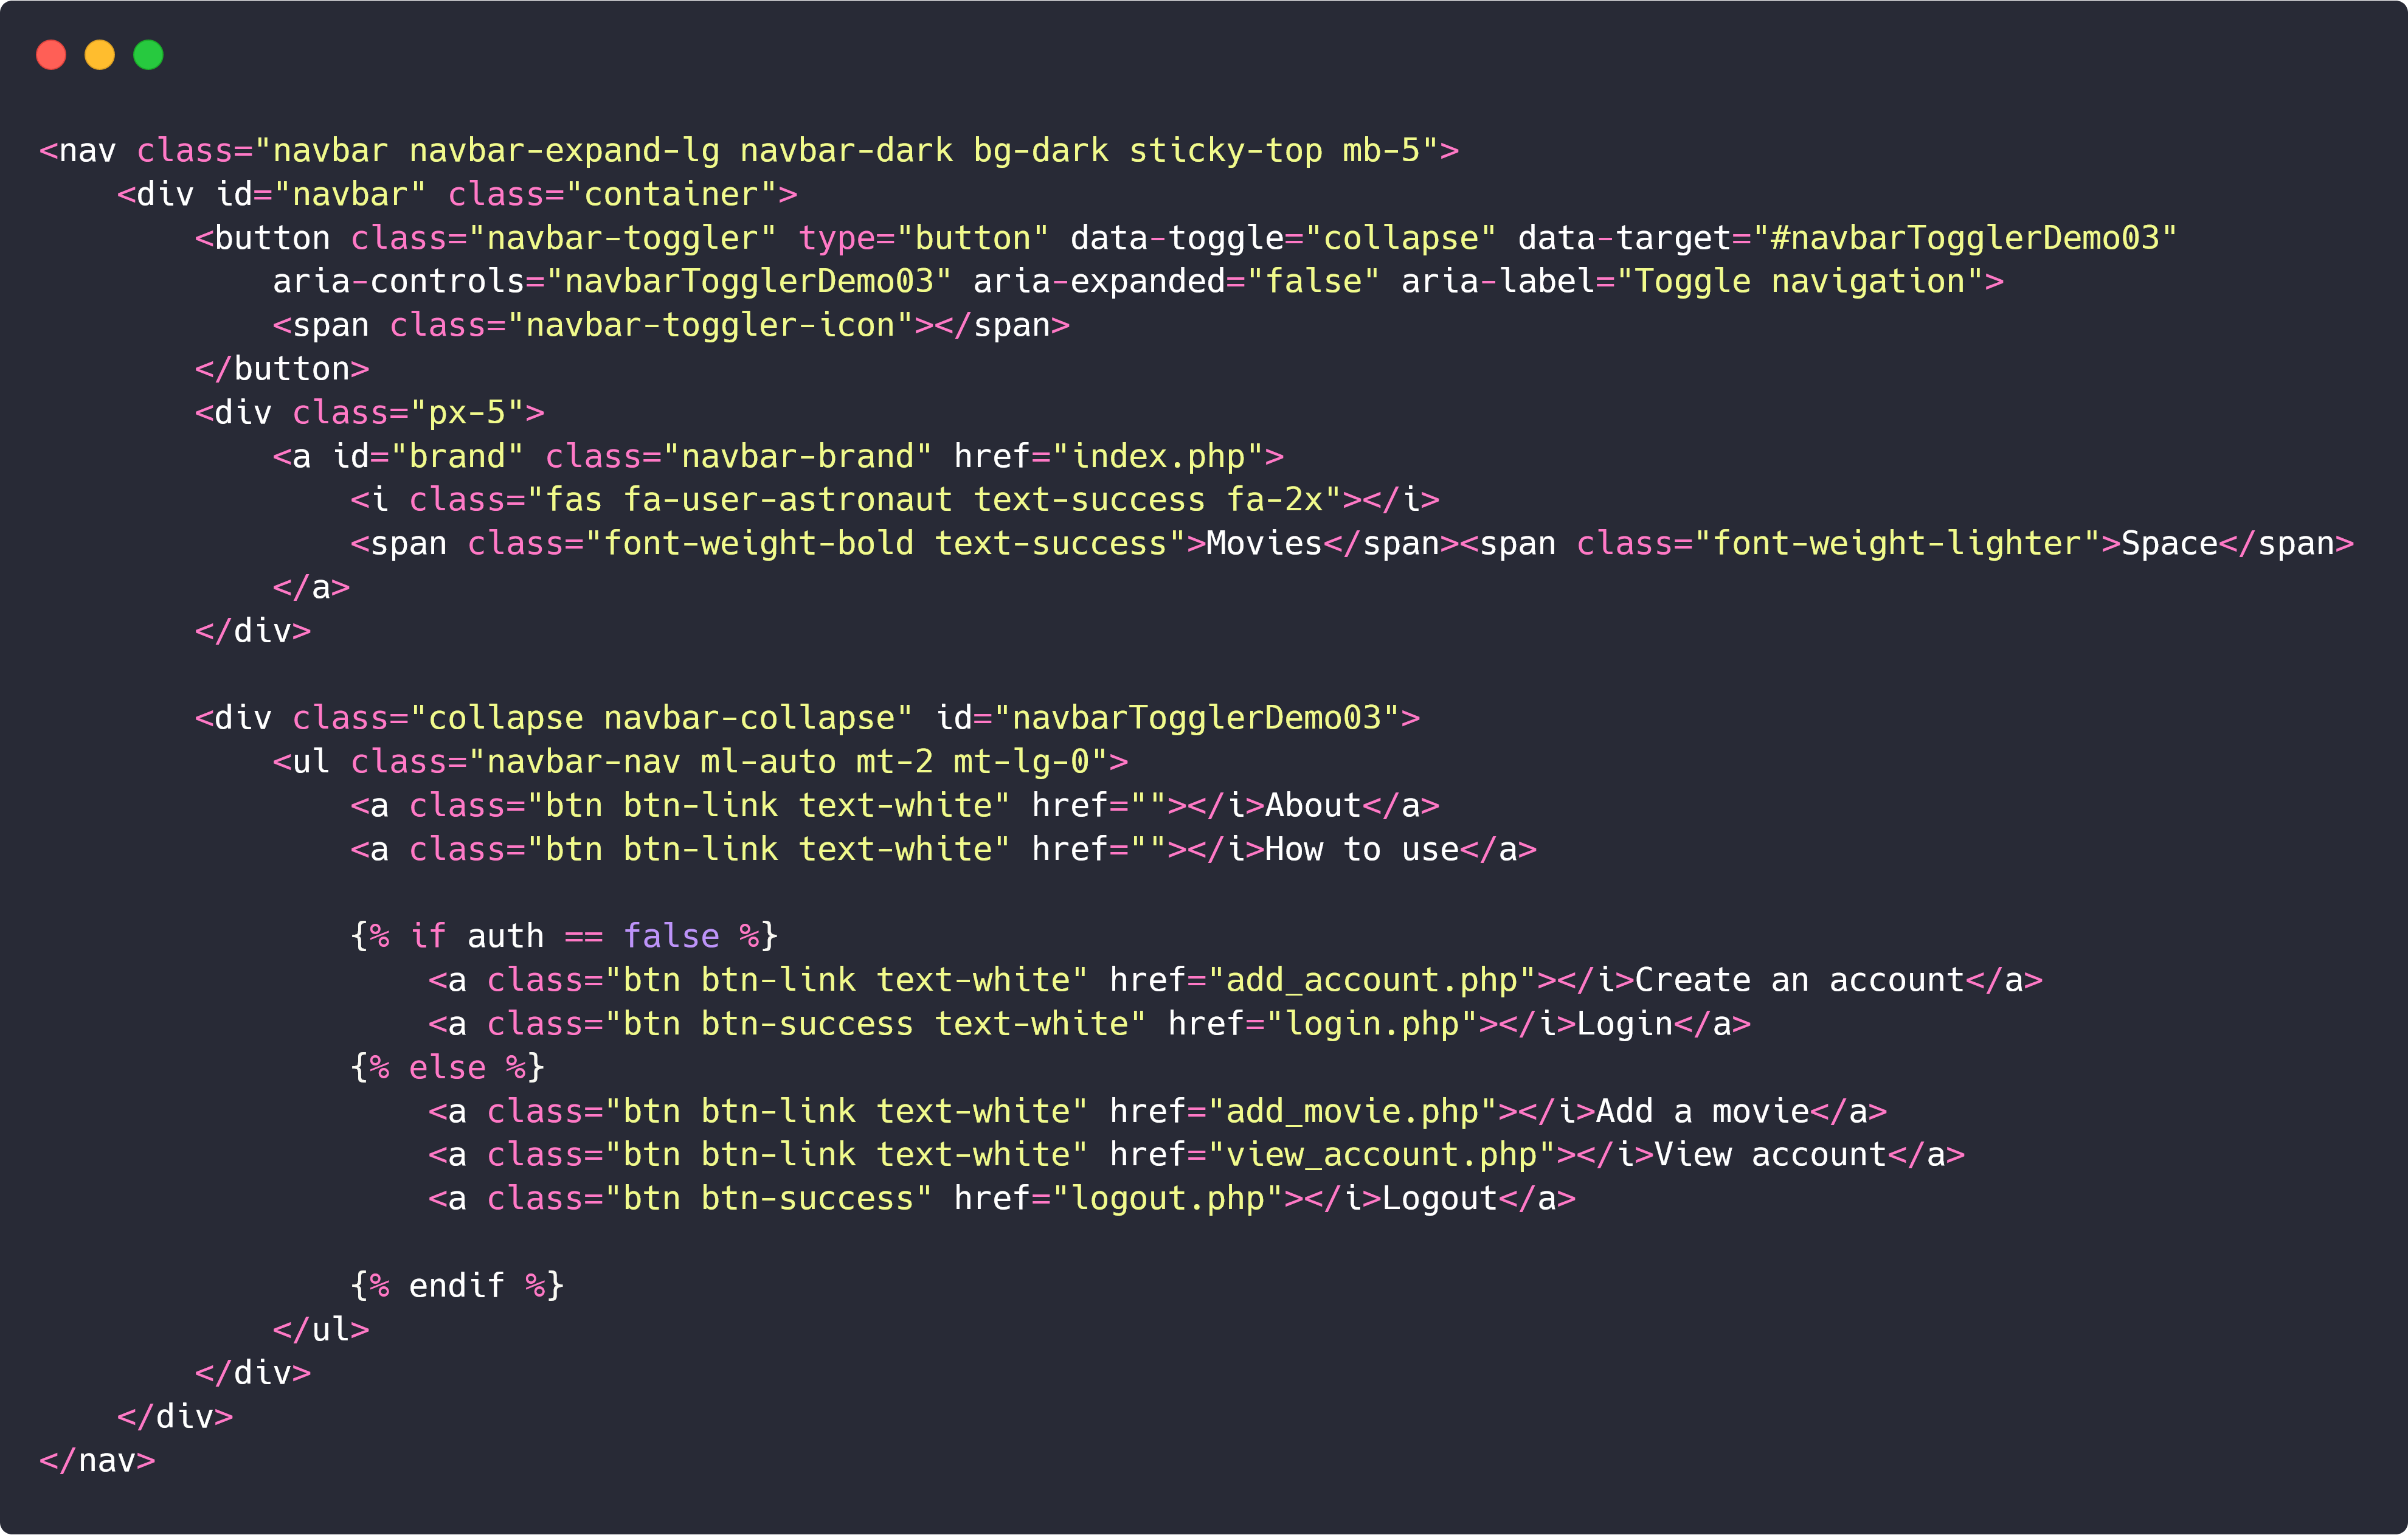 <nav class="navbar navbar-expand-lg navbar-dark bg-dark sticky-top mb-5">
    <div id="navbar" class="container">
        <button class="navbar-toggler" type="button" data-toggle="collapse" data-target="#navbarTogglerDemo03"
            aria-controls="navbarTogglerDemo03" aria-expanded="false" aria-label="Toggle navigation">
            <span class="navbar-toggler-icon"></span>
        </button>
        <div class="px-5">
            <a id="brand" class="navbar-brand" href="index.php">
                <i class="fas fa-user-astronaut text-success fa-2x"></i>
                <span class="font-weight-bold text-success">Movies</span><span class="font-weight-lighter">Space</span>
            </a>
        </div>

        <div class="collapse navbar-collapse" id="navbarTogglerDemo03">
            <ul class="navbar-nav ml-auto mt-2 mt-lg-0">
                <a class="btn btn-link text-white" href=""></i>About</a>
                <a class="btn btn-link text-white" href=""></i>How to use</a>

                {% if auth == false %}
                    <a class="btn btn-link text-white" href="add_account.php"></i>Create an account</a>
                    <a class="btn btn-success text-white" href="login.php"></i>Login</a>
                {% else %}
                    <a class="btn btn-link text-white" href="add_movie.php"></i>Add a movie</a>
                    <a class="btn btn-link text-white" href="view_account.php"></i>View account</a>
                    <a class="btn btn-success" href="logout.php"></i>Logout</a>

                {% endif %}
            </ul>
        </div>
    </div>
</nav>